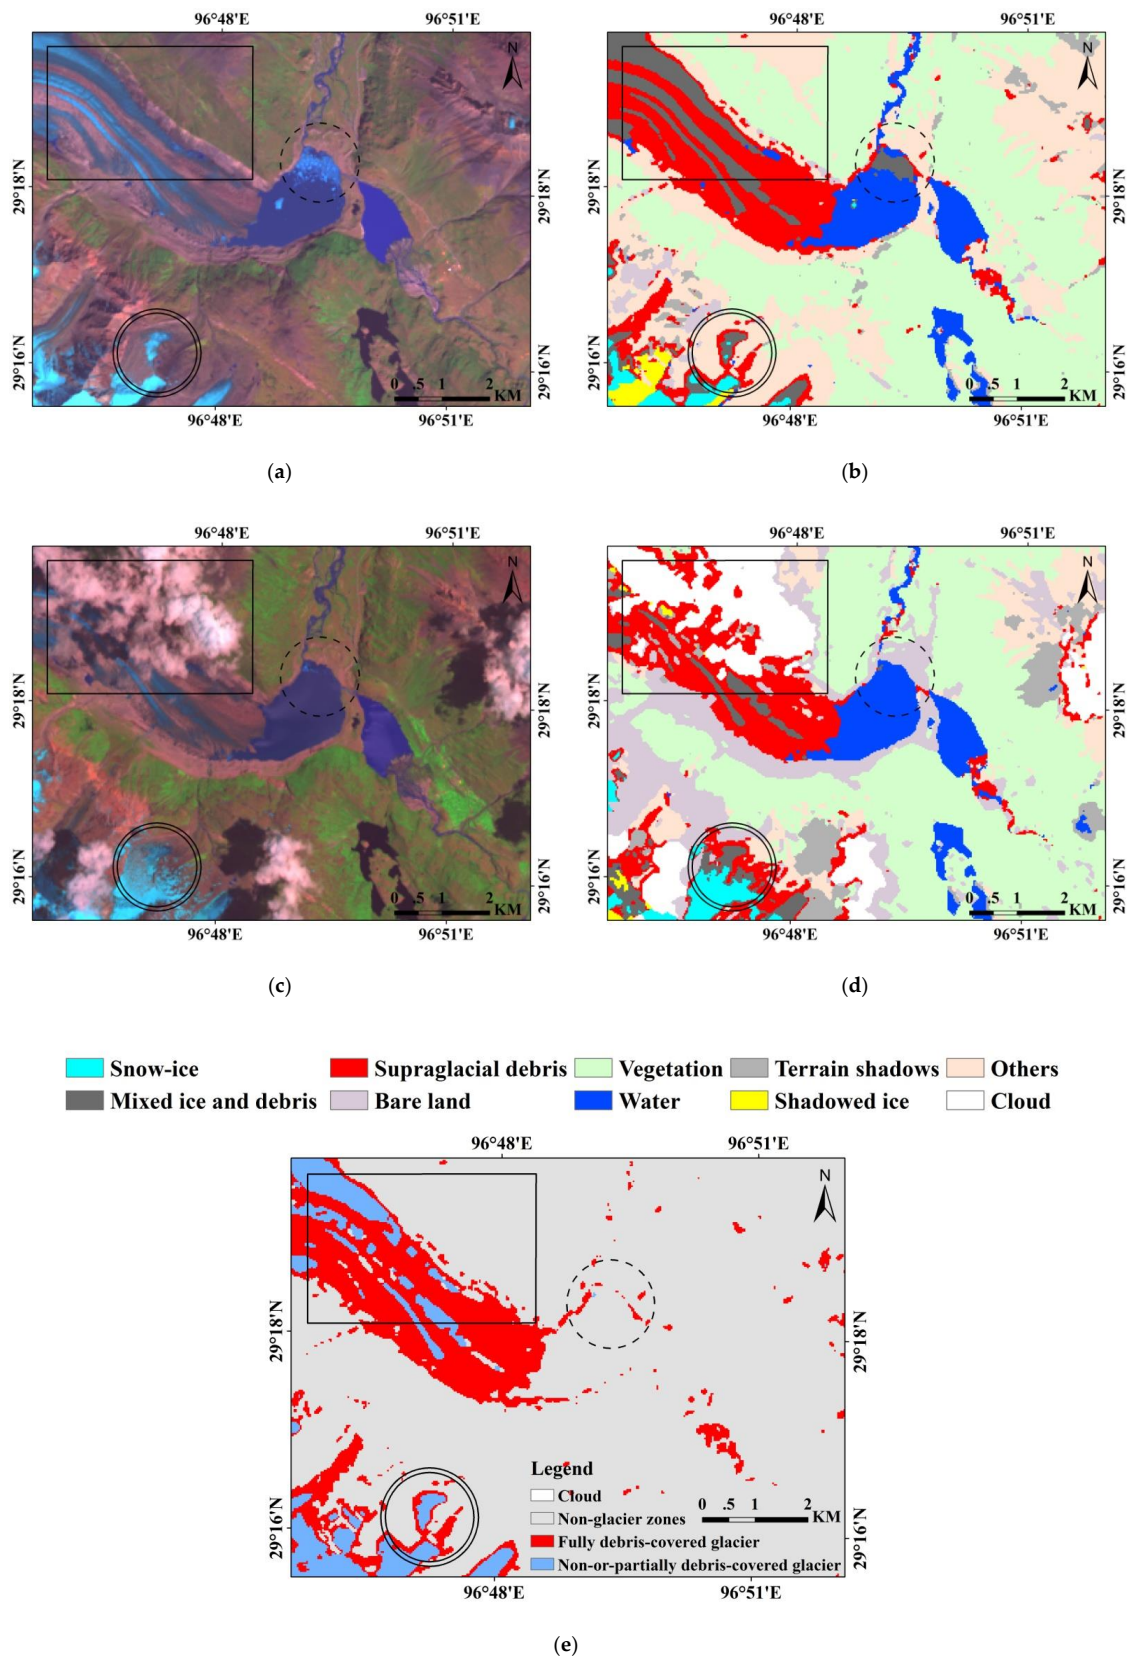 96°48'E 96°51'E 96°48'E 96°51'E
N N
29°18'N 29°18'N 29°18'N 29°18'N
29°16'N 29°16'N 29°16'N 29°16'N
0 .5 1 2 KM 0 .5 1 2 KM
96°48'E 96°51'E 96°48'E 96°51'E
(a) (b)
96°48'E 96°51'E 96°48'E 96°51'E
N N
29°18'N 29°18'N 29°18'N 29°18'N
29°16'N 29°16'N 29°16'N 29°16'N
0 .5 1 2 KM 0 .5 1 2 KM
96°48'E 96°51'E 96°48'E 96°51'E
(c) (d)
Snow-ice Supraglacial debris Vegetation Terrain shadows Others
Mixed ice and debris Bare land Water Shadowed ice Cloud
96°48'E 96°51'E
N
29°18'N 29°18'N
Legend
Cloud
0 .5 1 2 KM
Non-glacier zones
29°16'N 29°16'N
Fully debris-covered glacier
Non-or-partially debris-covered glacier
96°48'E 96°51'E
(e)